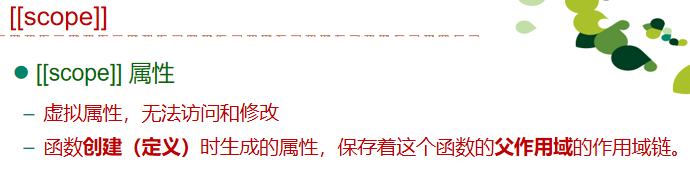 [[scope]]
[[scope]] 属性
– 虚拟属性，无法访问和修改
– 函数创建（定义）时生成的属性，保存着这个函数的父作用域的作用域链。